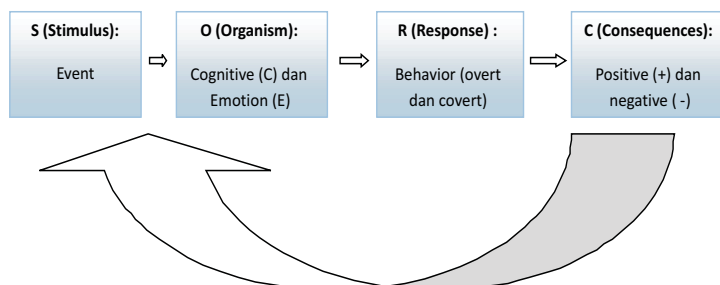 S (Stimulus):
Event
O (Organism):
Cognitive (C) dan
Emotion (E)
R (Response) :
Behavior (overt
dan covert)
C (Consequences):
Positive (+) dan
negative ( -)